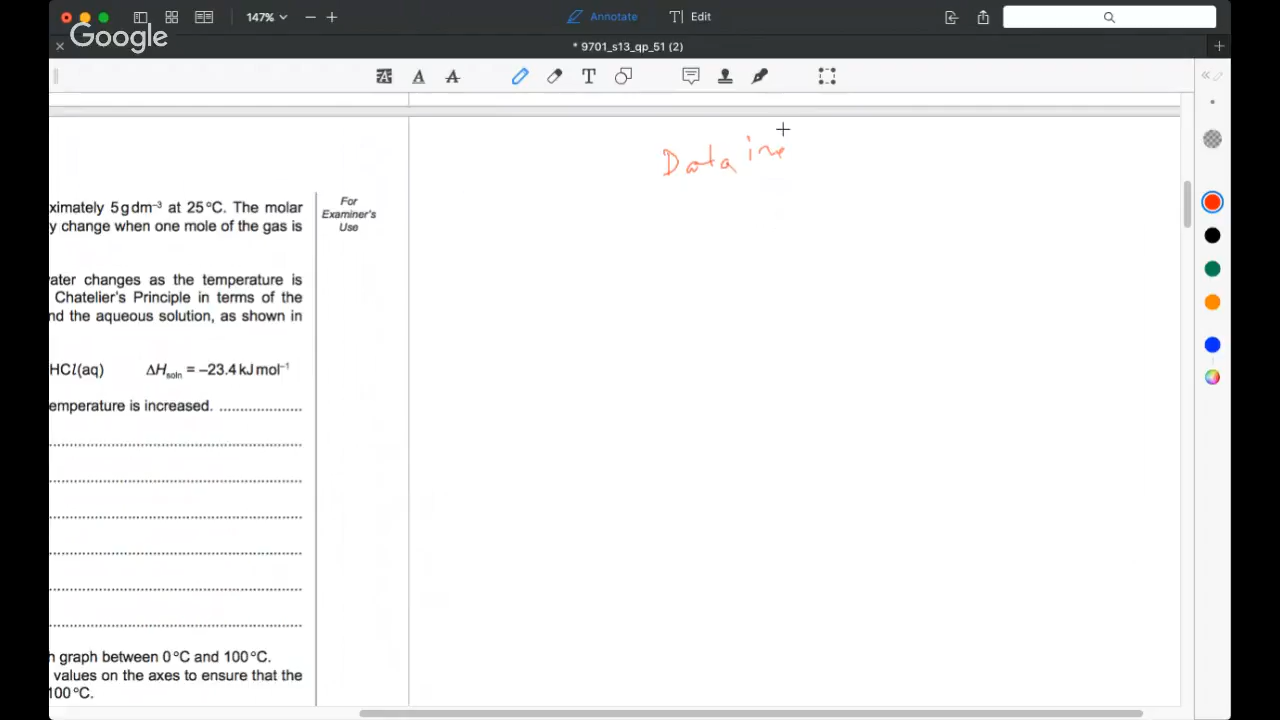 147%
Annotate
Edit
Google
* 9701_s13_qp_51 (2)
Data in
ximately 5 g dm⁻³ at 25 °C. The molar
y change when one mole of the gas is
For
Examiner's
Use
ater changes as the temperature is
Chatelier's Principle in terms of the
nd the aqueous solution, as shown in
HCl(aq) ΔHsoln = –23.4 kJ mol⁻¹
emperature is increased. ....................
h graph between 0 °C and 100 °C.
values on the axes to ensure that the
100 °C.